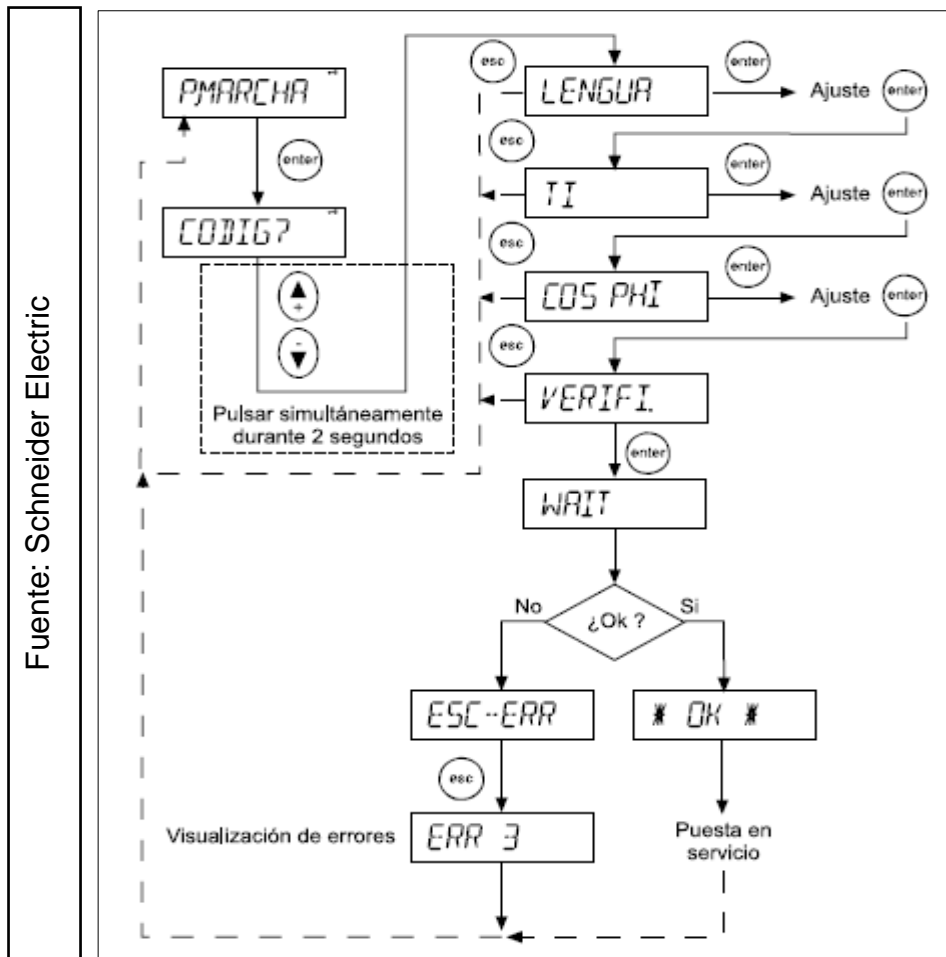 Fuente: Schneider Electric
PMARCHA
enter
CODIG?
+
-
Pulsar simultáneamente
durante 2 segundos
esc
LENGUA
enter
Ajuste
enter
esc
TI
enter
Ajuste
enter
esc
COS PHI
enter
Ajuste
enter
esc
VERIFI.
enter
WAIT
No
¿Ok ?
Si
ESC-ERR
* OK *
esc
Visualización de errores
ERR 3
Puesta en
servicio